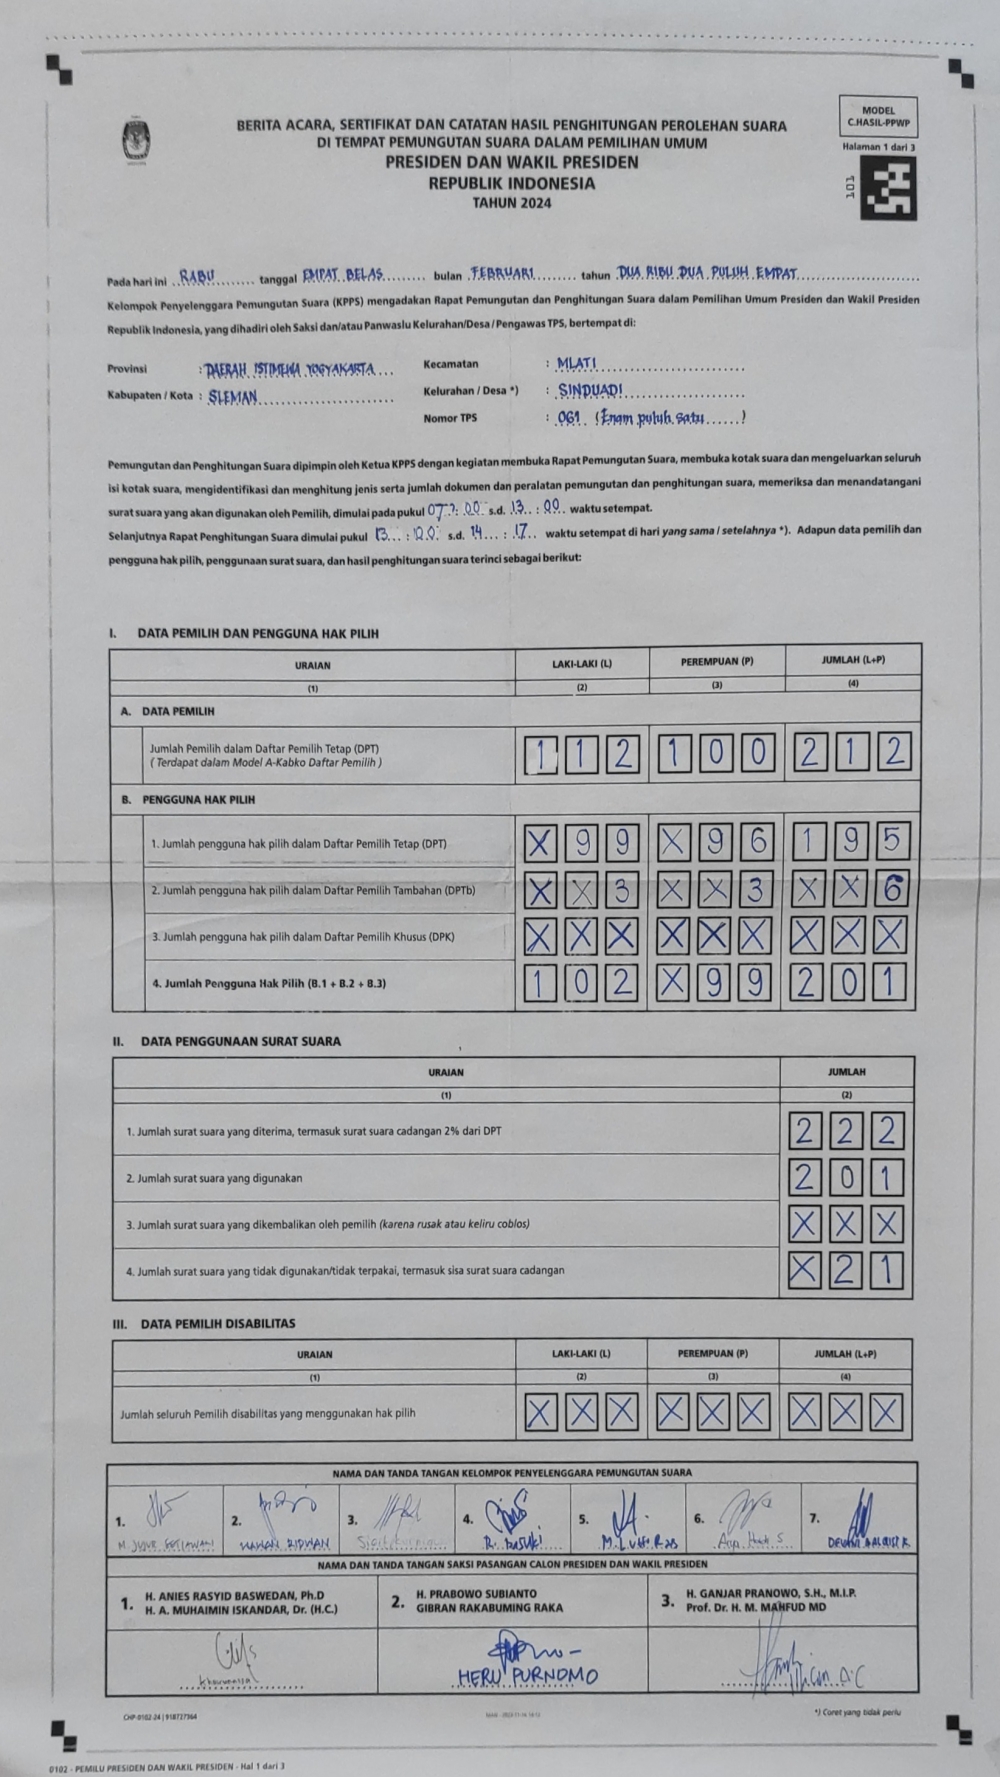 MODEL
C.HASIL-PPWP
Halaman 1 dari 3
101
BERITA ACARA, SERTIFIKAT DAN CATATAN HASIL PENGHITUNGAN PEROLEHAN SUARA
DI TEMPAT PEMUNGUTAN SUARA DALAM PEMILIHAN UMUM
PRESIDEN DAN WAKIL PRESIDEN
REPUBLIK INDONESIA
TAHUN 2024
Pada hari ini RABU tanggal EMPAT BELAS bulan FEBRUARI tahun DUA RIBU DUA PULUH EMPAT
Kelompok Penyelenggara Pemungutan Suara (KPPS) mengadakan Rapat Pemungutan dan Penghitungan Suara dalam Pemilihan Umum Presiden dan Wakil Presiden
Republik Indonesia, yang dihadiri oleh Saksi dan/atau Panwaslu Kelurahan/Desa/Pengawas TPS, bertempat di:
Provinsi : DAERAH ISTIMEWA YOGYAKARTA
Kabupaten / Kota : SLEMAN
Kecamatan : MLATI
Kelurahan / Desa *) : SINDUADI
Nomor TPS : 061 (Enam puluh satu)
Pemungutan dan Penghitungan Suara dipimpin oleh Ketua KPPS dengan kegiatan membuka Rapat Pemungutan Suara, membuka kotak suara dan mengeluarkan seluruh
isi kotak suara, mengidentifikasi dan menghitung jenis serta jumlah dokumen dan peralatan pemungutan dan penghitungan suara, memeriksa dan menandatangani
surat suara yang akan digunakan oleh Pemilih, dimulai pada pukul 07 : 00 s.d. 13 : 00 waktu setempat.
Selanjutnya Rapat Penghitungan Suara dimulai pukul 13 : 00 s.d. 14 : 17 waktu setempat di hari yang sama / setelahnya *). Adapun data pemilih dan
pengguna hak pilih, penggunaan surat suara, dan hasil penghitungan suara terinci sebagai berikut:
I. DATA PEMILIH DAN PENGGUNA HAK PILIH
URAIAN LAKI-LAKI (L) PEREMPUAN (P) JUMLAH (L+P)
(1) (2) (3) (4)
A. DATA PEMILIH
Jumlah Pemilih dalam Daftar Pemilih Tetap (DPT) 112 100 212
( Terdapat dalam Model A-Kabko Daftar Pemilih )
B. PENGGUNA HAK PILIH
1. Jumlah pengguna hak pilih dalam Daftar Pemilih Tetap (DPT) X99 X96 195
2. Jumlah pengguna hak pilih dalam Daftar Pemilih Tambahan (DPTb) XX3 XX3 XX6
3. Jumlah pengguna hak pilih dalam Daftar Pemilih Khusus (DPK) XXX XXX XXX
4. Jumlah Pengguna Hak Pilih (B.1 + B.2 + B.3) 102 X99 201
II. DATA PENGGUNAAN SURAT SUARA
URAIAN JUMLAH
(1) (2)
1. Jumlah surat suara yang diterima, termasuk surat suara cadangan 2% dari DPT 222
2. Jumlah surat suara yang digunakan 201
3. Jumlah surat suara yang dikembalikan oleh pemilih (karena rusak atau keliru coblos) XXX
4. Jumlah surat suara yang tidak digunakan/tidak terpakai, termasuk sisa surat suara cadangan X21
III. DATA PEMILIH DISABILITAS
URAIAN LAKI-LAKI (L) PEREMPUAN (P) JUMLAH (L+P)
(1) (2) (3) (4)
Jumlah seluruh Pemilih disabilitas yang menggunakan hak pilih XXX XXX XXX
NAMA DAN TANDA TANGAN KELOMPOK PENYELENGGARA PEMUNGUTAN SUARA
1. 2. 3. 4. 5. 6. 7.
WAWAN RIDWAN R. BASUKI
NAMA DAN TANDA TANGAN SAKSI PASANGAN CALON PRESIDEN DAN WAKIL PRESIDEN
1. H. ANIES RASYID BASWEDAN, Ph.D
H. A. MUHAIMIN ISKANDAR, Dr. (H.C.)
2. H. PRABOWO SUBIANTO
GIBRAN RAKABUMING RAKA
3. H. GANJAR PRANOWO, S.H., M.I.P.
Prof. Dr. H. M. MAHFUD MD
HERU PURNOMO
CHP-0102-24 | 918727364
*) Coret yang tidak perlu
0102 - PEMILU PRESIDEN DAN WAKIL PRESIDEN - Hal 1 dari 3